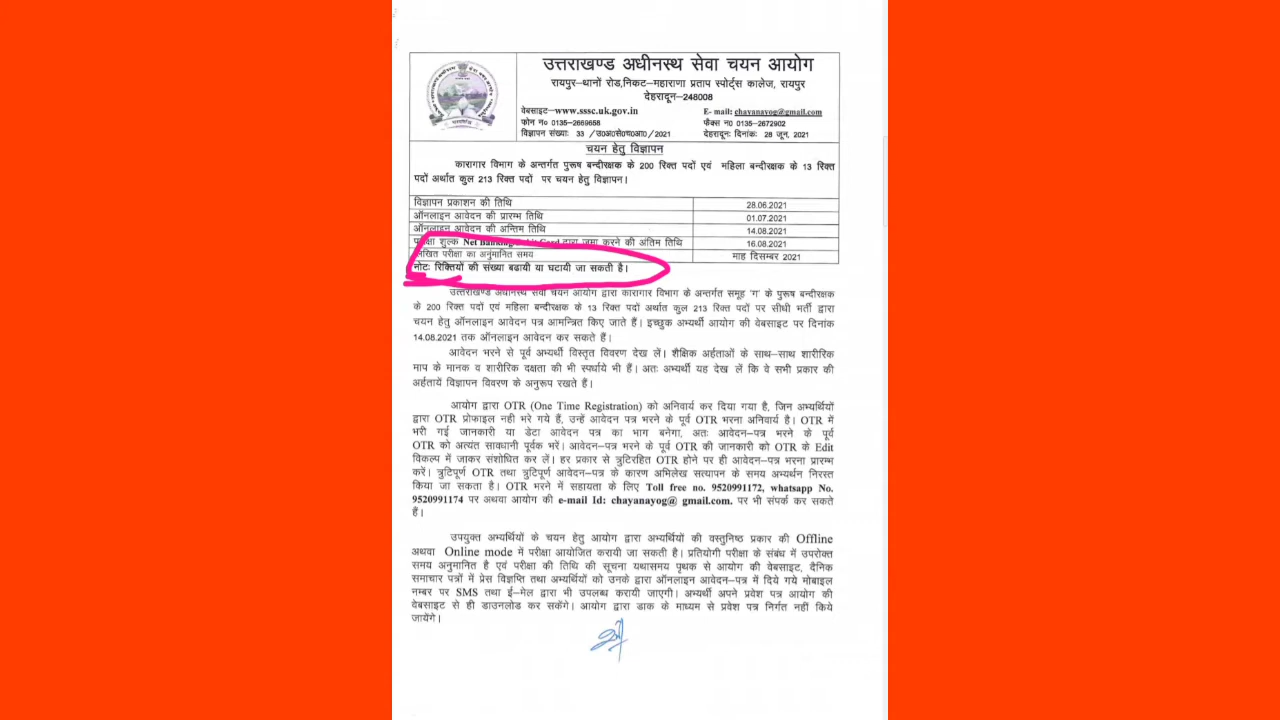 उत्तराखण्ड अधीनस्थ सेवा चयन आयोग
रायपुर–थानों रोड,निकट–महाराणा प्रताप स्पोर्ट्स कालेज, रायपुर
देहरादून–248008
वेबसाइट–www.sssc.uk.gov.in E- mail: chayanayog@gmail.com
फोन न० 0135-2669658 फैक्स न0 0135-2672902
विज्ञापन संख्याः 33 /उ0अ0से0च0आ0/2021 देहरादूनः दिनांकः 28 जून, 2021
चयन हेतु विज्ञापन
कारागार विभाग के अन्तर्गत पुरूष बन्दीरक्षक के 200 रिक्त पदों एवं महिला बन्दीरक्षक के 13 रिक्त
पदों अर्थात कुल 213 रिक्त पदों पर चयन हेतु विज्ञापन।
विज्ञापन प्रकाशन की तिथि 28.06.2021
ऑनलाइन आवेदन की प्रारम्भ तिथि 01.07.2021
ऑनलाइन आवेदन की अन्तिम तिथि 14.08.2021
परीक्षा शुल्क Net Banking द्वारा जमा करने की अंतिम तिथि 16.08.2021
लिखित परीक्षा का अनुमानित समय माह दिसम्बर 2021
नोटः रिक्तियों की संख्या बढायी या घटायी जा सकती है।
उत्तराखण्ड अधीनस्थ सेवा चयन आयोग द्वारा कारागार विभाग के अन्तर्गत समूह 'ग' के पुरूष बन्दीरक्षक
के 200 रिक्त पदों एवं महिला बन्दीरक्षक के 13 रिक्त पदों अर्थात कुल 213 रिक्त पदों पर सीधी भर्ती द्वारा
चयन हेतु ऑनलाइन आवेदन पत्र आमन्त्रित किए जाते हैं। इच्छुक अभ्यर्थी आयोग की वेबसाइट पर दिनांक
14.08.2021 तक ऑनलाइन आवेदन कर सकते हैं।
आवेदन भरने से पूर्व अभ्यर्थी विस्तृत विवरण देख लें। शैक्षिक अर्हताओं के साथ–साथ शारीरिक
माप के मानक व शारीरिक दक्षता की भी स्पर्धाये भी हैं। अतः अभ्यर्थी यह देख लें कि वे सभी प्रकार की
अर्हतायें विज्ञापन विवरण के अनुरूप रखते हैं।
आयोग द्वारा OTR (One Time Registration) को अनिवार्य कर दिया गया है, जिन अभ्यर्थियों
द्वारा OTR प्रोफाइल नही भरे गये हैं, उन्हें आवेदन पत्र भरने के पूर्व OTR भरना अनिवार्य है। OTR में
भरी गई जानकारी या डेटा आवेदन पत्र का भाग बनेगा, अतः आवेदन–पत्र भरने के पूर्व
OTR को अत्यंत सावधानी पूर्वक भरें। आवेदन–पत्र भरने के पूर्व OTR की जानकारी को OTR के Edit
विकल्प में जाकर संशोधित कर लें। हर प्रकार से त्रुटिरहित OTR होने पर ही आवेदन–पत्र भरना प्रारम्भ
करें। त्रुटिपूर्ण OTR तथा त्रुटिपूर्ण आवेदन–पत्र के कारण अभिलेख सत्यापन के समय अभ्यर्थन निरस्त
किया जा सकता है। OTR भरने में सहायता के लिए Toll free no. 9520991172, whatsapp No.
9520991174 पर अथवा आयोग की e-mail Id: chayanayog@ gmail.com. पर भी संपर्क कर सकते
हैं।
उपयुक्त अभ्यर्थियों के चयन हेतु आयोग द्वारा अभ्यर्थियों की वस्तुनिष्ठ प्रकार की Offline
अथवा Online mode में परीक्षा आयोजित करायी जा सकती है। प्रतियोगी परीक्षा के संबंध में उपरोक्त
समय अनुमानित है एवं परीक्षा की तिथि की सूचना यथासमय पृथक से आयोग की वेबसाइट, दैनिक
समाचार पत्रों में प्रेस विज्ञप्ति तथा अभ्यर्थियों को उनके द्वारा ऑनलाइन आवेदन–पत्र में दिये गये मोबाइल
नम्बर पर SMS तथा ई–मेल द्वारा भी उपलब्ध करायी जाएगी। अभ्यर्थी अपने प्रवेश पत्र आयोग की
वेबसाइट से ही डाउनलोड कर सकेंगे। आयोग द्वारा डाक के माध्यम से प्रवेश पत्र निर्गत नहीं किये
जायेंगे।